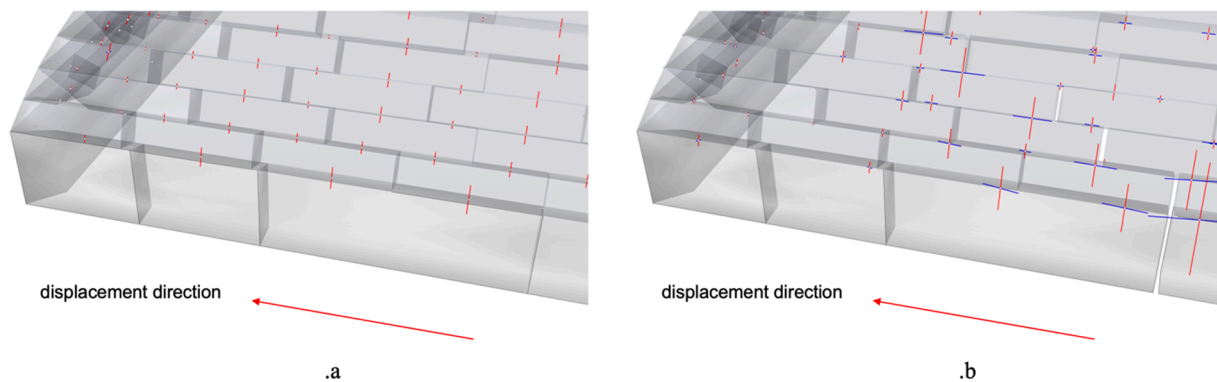 displacement direction
displacement direction
.a
.b